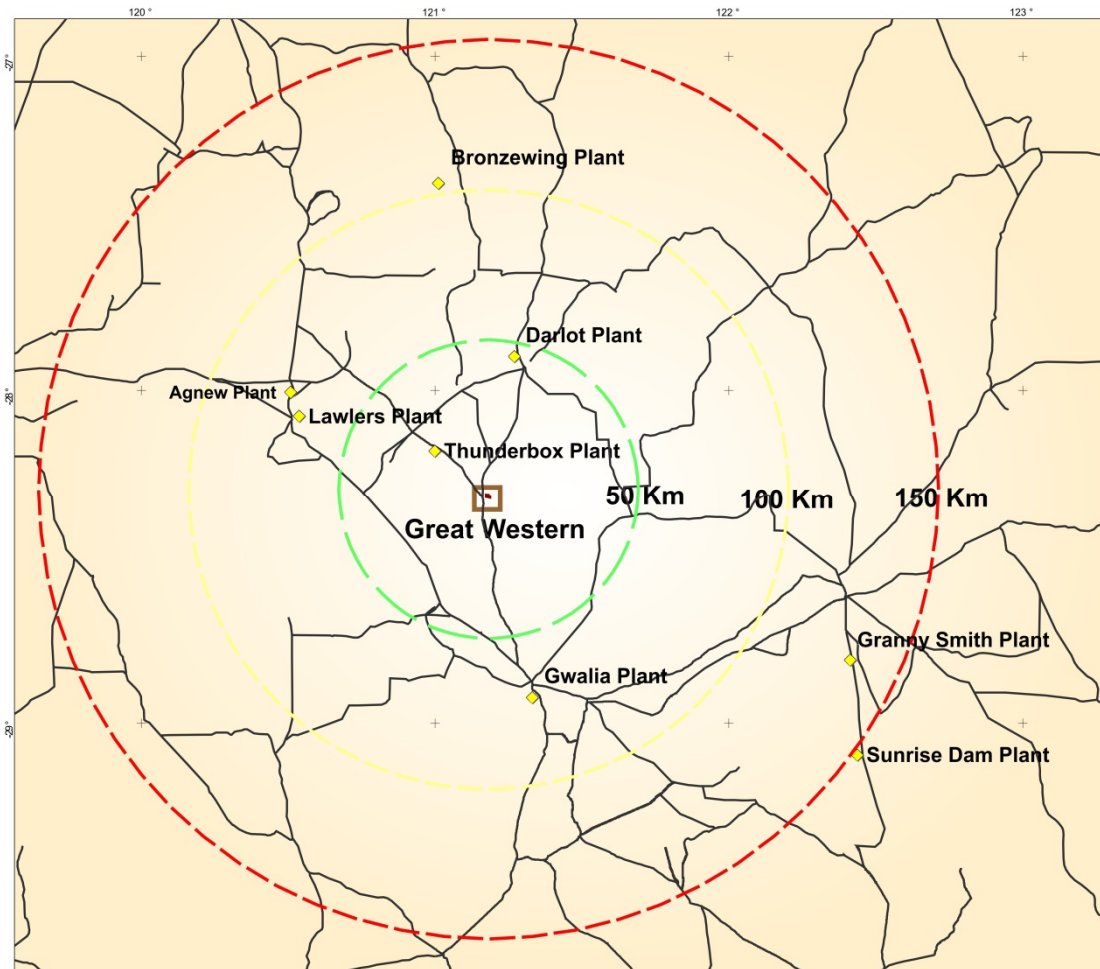 120 °
121 °
122 °
123 °
-27°
Bronzewing Plant
Darlot Plant
-28°
Agnew Plant
Lawlers Plant
Thunderbox Plant
50 Km
100 Km
150 Km
Great Western
Granny Smith Plant
Gwalia Plant
-29°
Sunrise Dam Plant